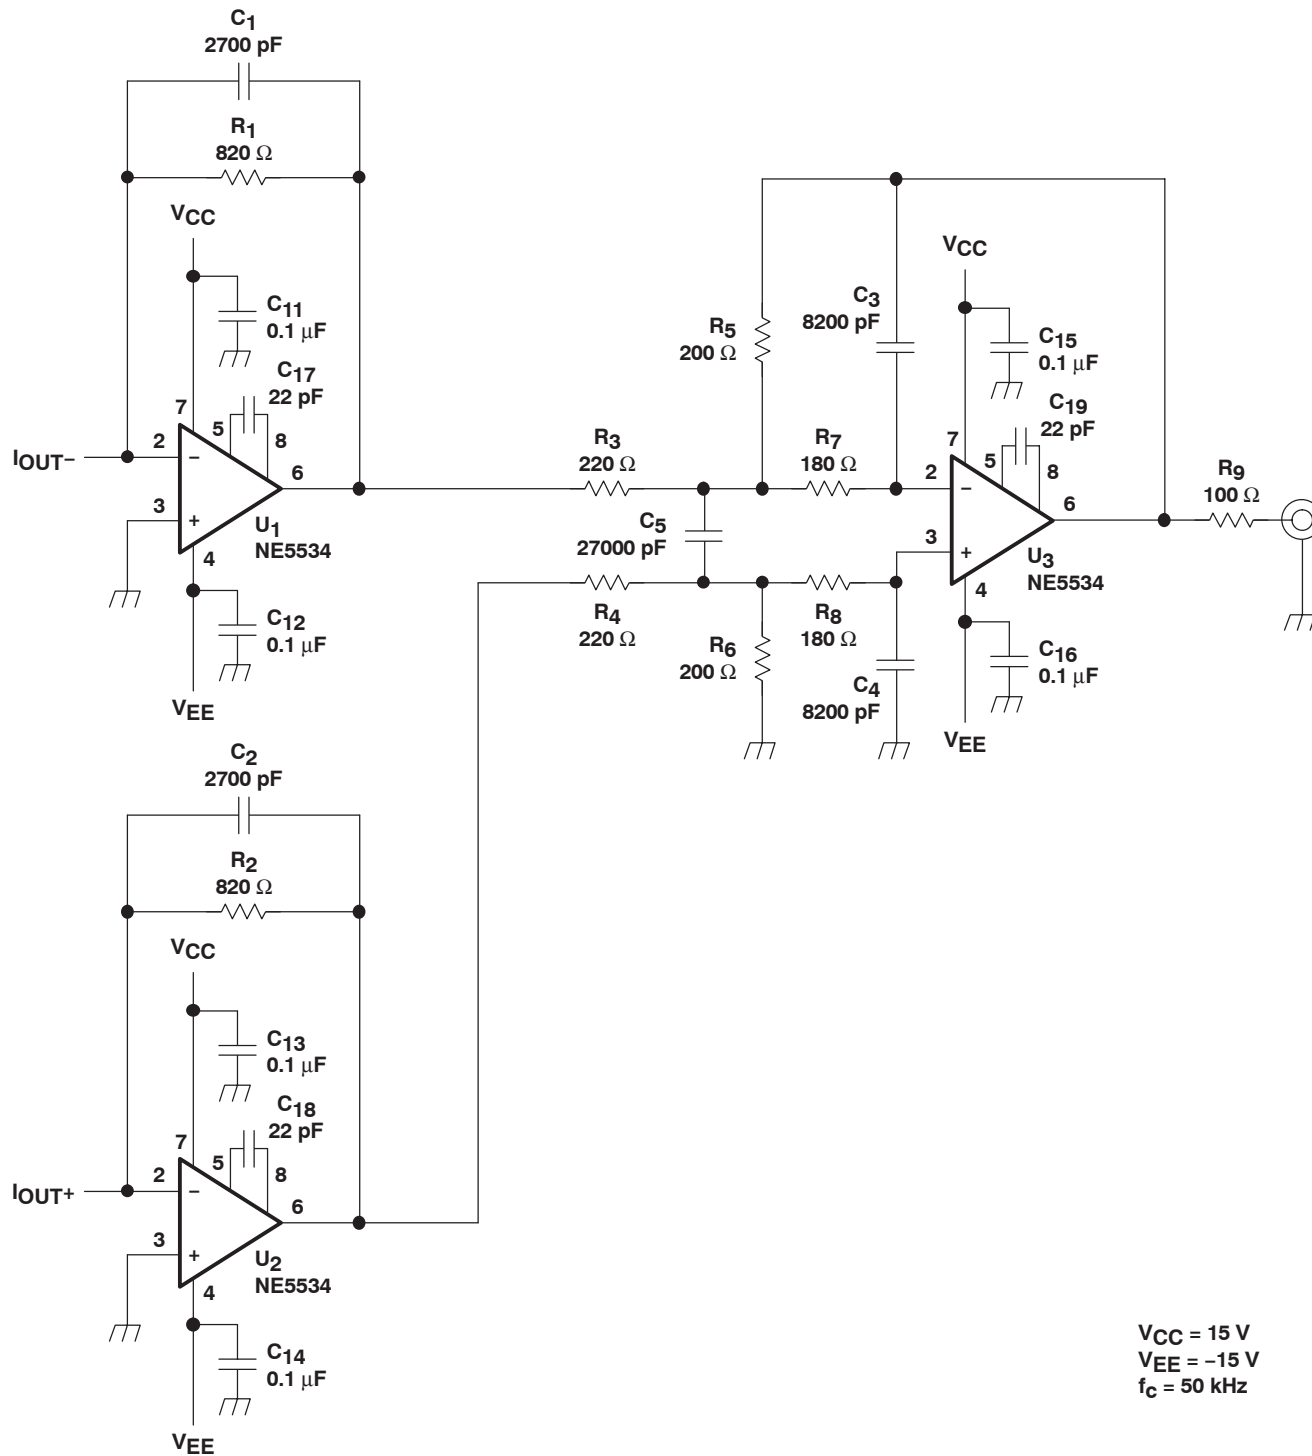 C1
2700 pF
R1
820 Ω
VCC
C11
0.1 μF
C17
22 pF
7
5
8
2
−
IOUT−
6
3
+
U1
NE5534
4
C12
0.1 μF
VEE
R3
220 Ω
C5
27000 pF
R4
220 Ω
R5
200 Ω
C3
8200 pF
R7
180 Ω
R8
180 Ω
R6
200 Ω
C4
8200 pF
VCC
C15
0.1 μF
C19
22 pF
7
5
8
2
−
6
3
+
U3
NE5534
4
C16
0.1 μF
VEE
R9
100 Ω
C2
2700 pF
R2
820 Ω
VCC
C13
0.1 μF
C18
22 pF
7
5
8
2
−
IOUT+
6
3
+
U2
NE5534
4
C14
0.1 μF
VEE
VCC = 15 V
VEE = −15 V
fc = 50 kHz